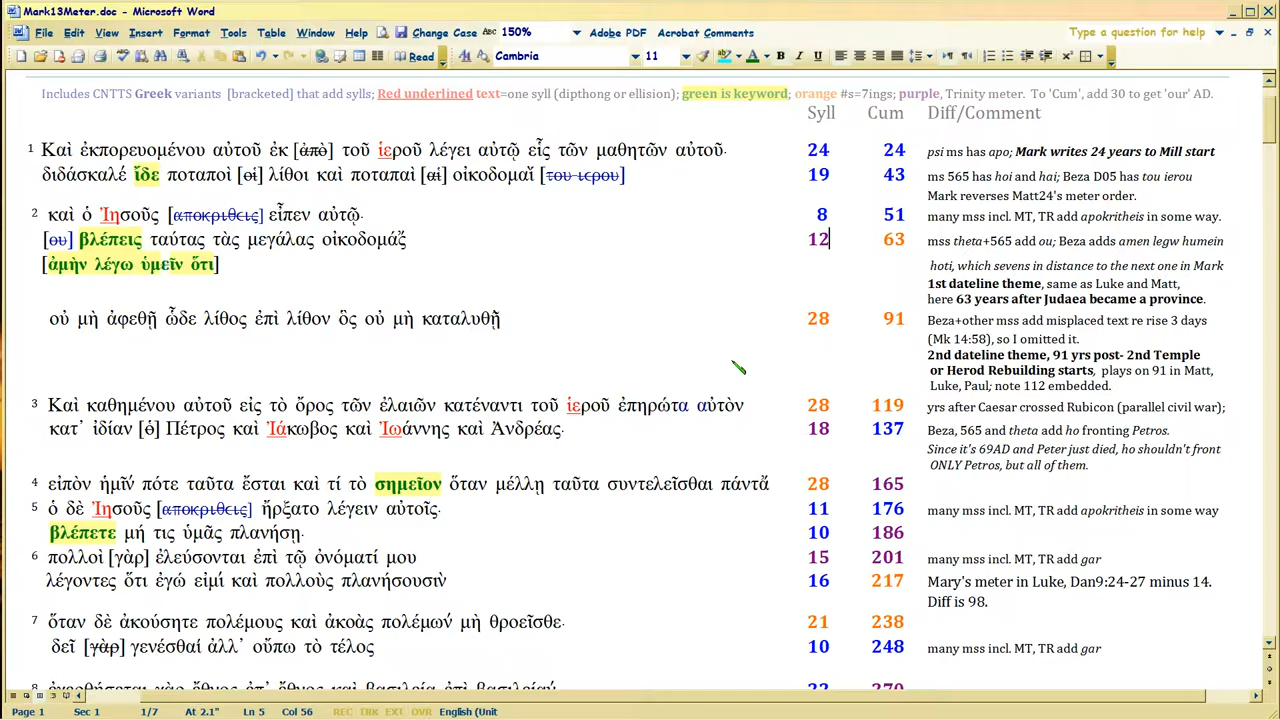 Mark13Meter.doc - Microsoft Word
File Edit View Insert Format Tools Table Window Help Change Case 150% Adobe PDF Acrobat Comments Type a question for help
Read Cambria 11 B I U
Includes CNTTS Greek variants [bracketed] that add sylls; Red underlined text=one syll (dipthong or ellision); green is keyword; orange #s=7ings; purple, Trinity meter. To 'Cum', add 30 to get 'our' AD.
Syll Cum Diff/Comment
1 Καὶ ἐκπορευομένου αὐτοῦ ἐκ [ἀπὸ] τοῦ ἱεροῦ λέγει αὐτῷ εἷς τῶν μαθητῶν αὐτοῦ· 24 24 psi ms has apo; Mark writes 24 years to Mill start
διδάσκαλέ ἴδε ποταποὶ [οἱ] λίθοι καὶ ποταπαὶ [αἱ] οἰκοδομαῖ [του ιερου] 19 43 ms 565 has hoi and hai; Beza D05 has tou ierou
Mark reverses Matt24's meter order.
2 καὶ ὁ Ἰησοῦς [αποκριθεις] εἶπεν αὐτῷ· 8 51 many mss incl. MT, TR add apokritheis in some way.
[ου] βλέπεις ταύτας τὰς μεγάλας οἰκοδομάς 12 63 mss theta+565 add ou; Beza adds amen legw humein
[ἀμὴν λέγω ὑμεῖν ὅτι] hoti, which sevens in distance to the next one in Mark
1st dateline theme, same as Luke and Matt,
here 63 years after Judaea became a province.
οὐ μὴ ἀφεθῇ ὧδε λίθος ἐπὶ λίθον ὃς οὐ μὴ καταλυθῇ 28 91 Beza+other mss add misplaced text re rise 3 days
(Mk 14:58), so I omitted it.
2nd dateline theme, 91 yrs post- 2nd Temple
or Herod Rebuilding starts, plays on 91 in Matt,
Luke, Paul; note 112 embedded.
3 Καὶ καθημένου αὐτοῦ εἰς τὸ ὄρος τῶν ἐλαιῶν κατέναντι τοῦ ἱεροῦ ἐπηρώτα αὐτὸν 28 119 yrs after Caesar crossed Rubicon (parallel civil war);
κατ᾽ ἰδίαν [ὁ] Πέτρος καὶ Ἰάκωβος καὶ Ἰωάννης καὶ Ἀνδρέας· 18 137 Beza, 565 and theta add ho fronting Petros.
Since it's 69AD and Peter just died, ho shouldn't front
ONLY Petros, but all of them.
4 εἰπὸν ἡμῖν πότε ταῦτα ἔσται καὶ τί τὸ σημεῖον ὅταν μέλλῃ ταῦτα συντελεῖσθαι πάντα 28 165
5 ὁ δὲ Ἰησοῦς [αποκριθεις] ἤρξατο λέγειν αὐτοῖς· 11 176 many mss incl. MT, TR add apokritheis in some way
βλέπετε μή τις ὑμᾶς πλανήσῃ· 10 186
6 πολλοὶ [γὰρ] ἐλεύσονται ἐπὶ τῷ ὀνόματί μου 15 201 many mss incl. MT, TR add gar
λέγοντες ὅτι ἐγώ εἰμί καὶ πολλοὺς πλανήσουσιν 16 217 Mary's meter in Luke, Dan9:24-27 minus 14.
Diff is 98.
7 ὅταν δὲ ἀκούσητε πολέμους καὶ ἀκοὰς πολέμων μὴ θροεῖσθε· 21 238
δεῖ [γὰρ] γενέσθαί ἀλλ᾽ οὔπω τὸ τέλος 10 248 many mss incl. MT, TR add gar
Page 1 Sec 1 1/7 At 2.1" Ln 5 Col 56 REC TRK EXT OVR English (Unit